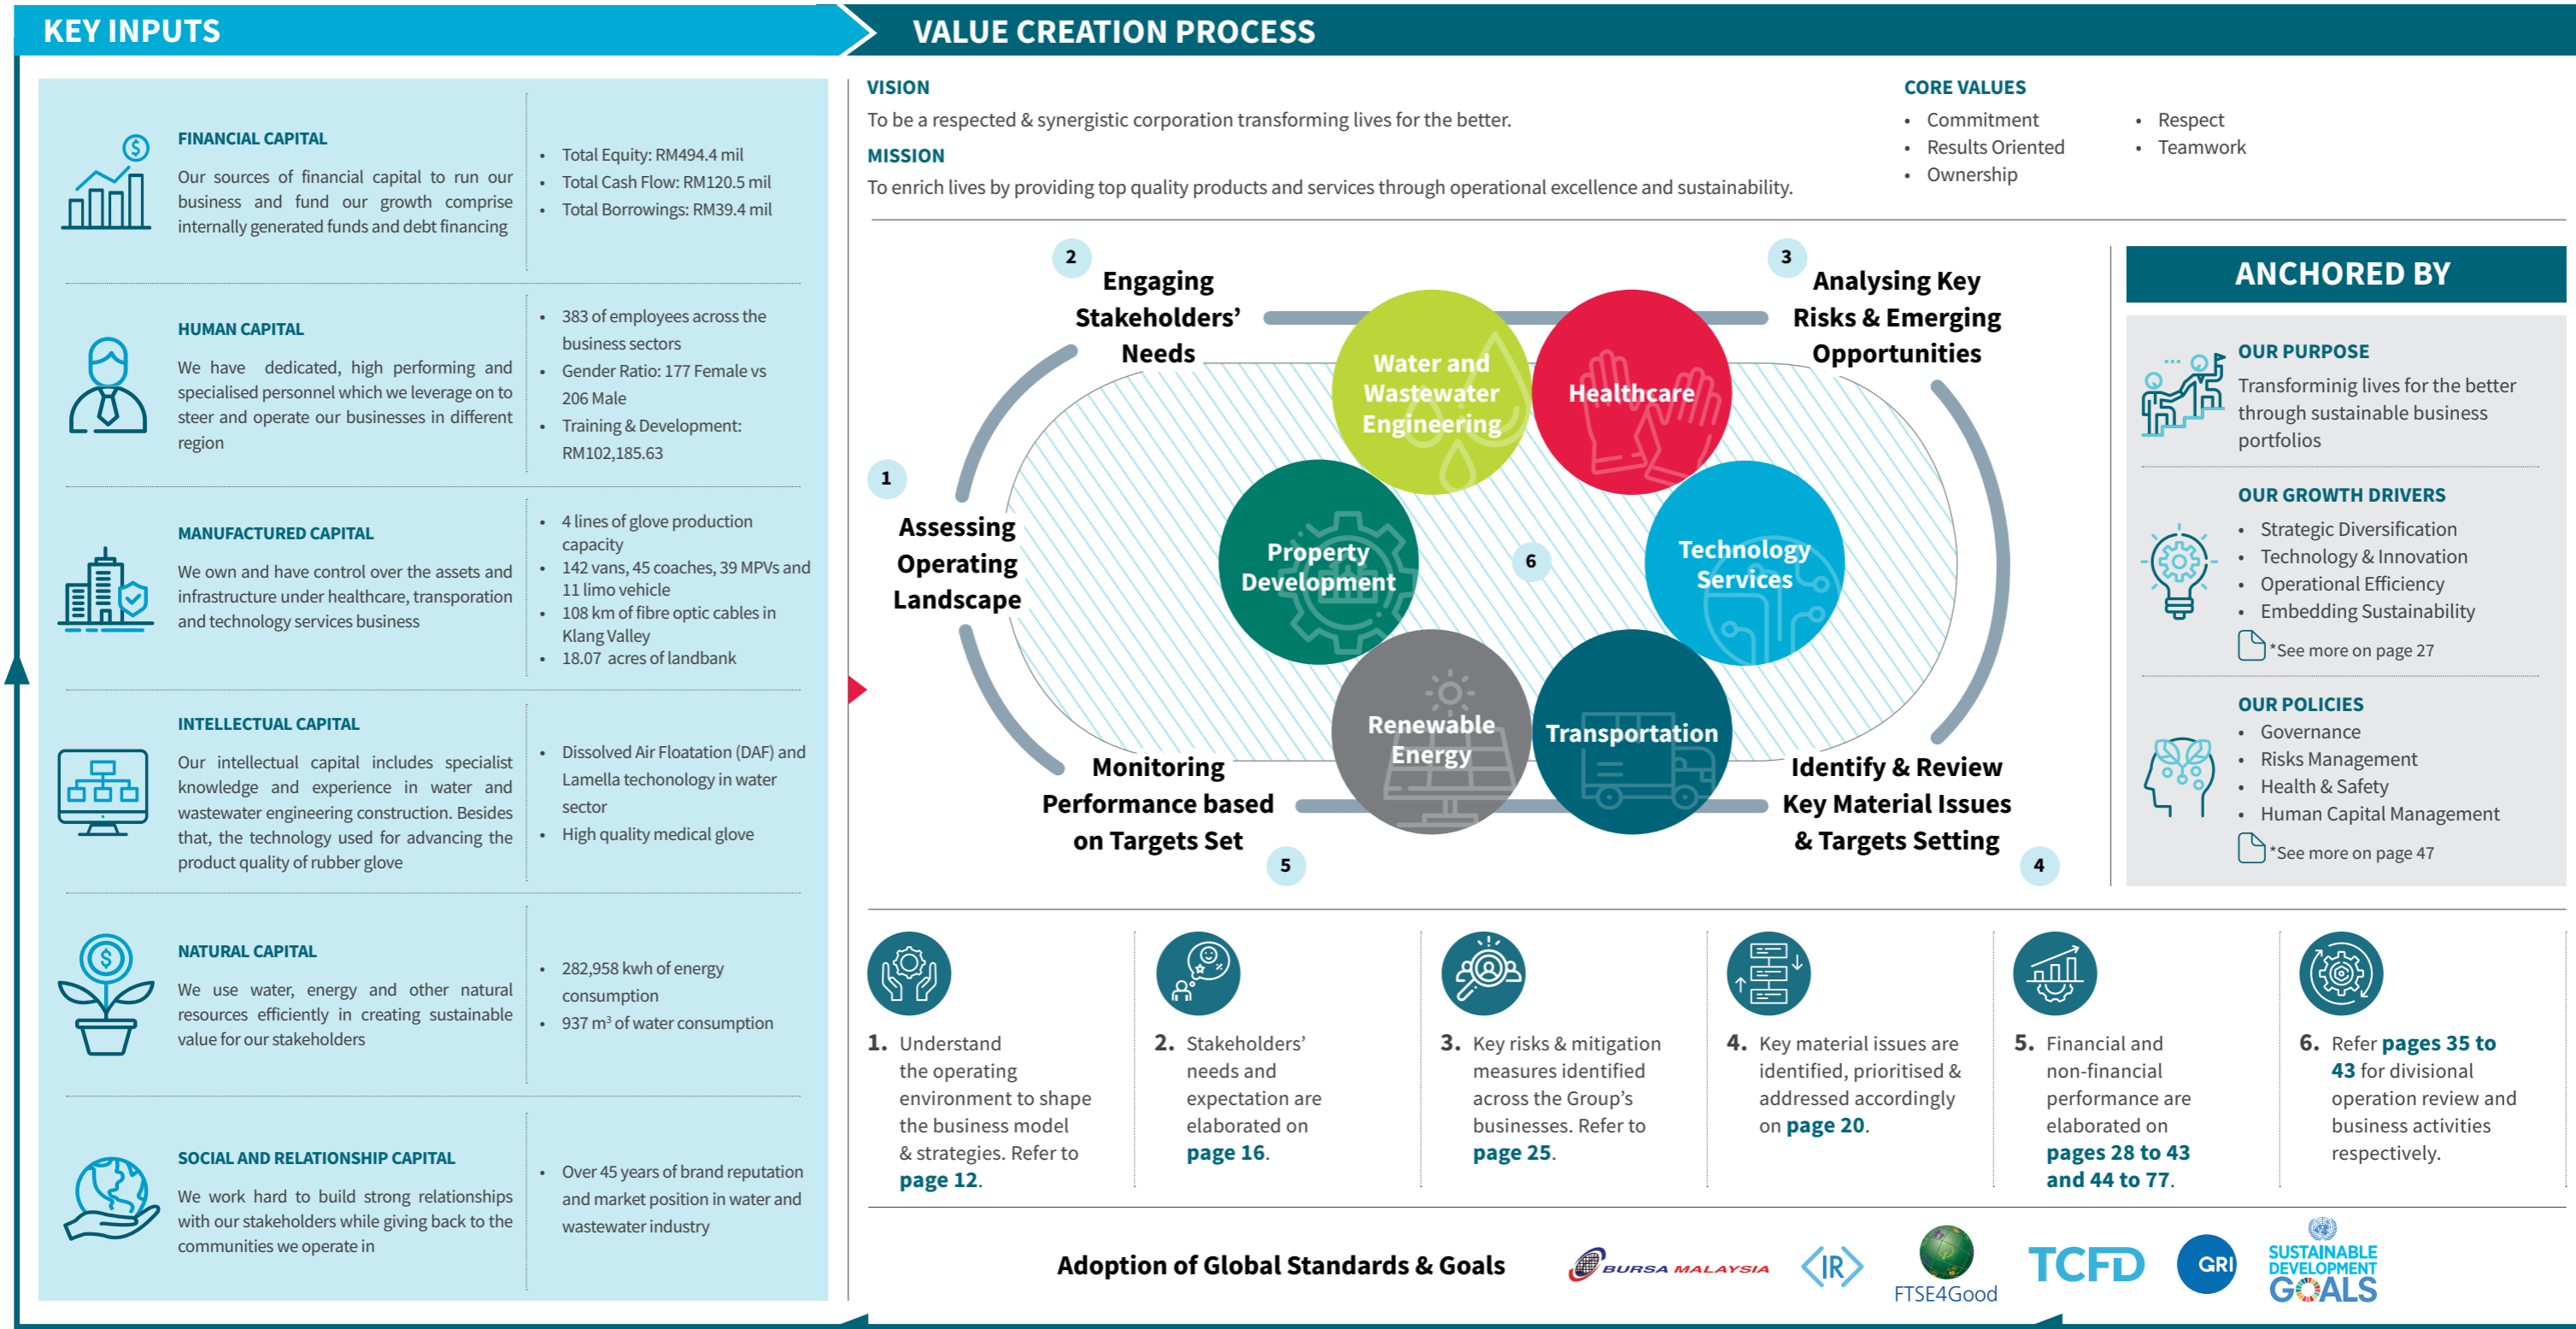 KEY INPUTS
FINANCIAL CAPITAL
Our sources of financial capital to run our
business and fund our growth comprise
internally generated funds and debt financing
• Total Equity: RM494.4 mil
• Total Cash Flow: RM120.5 mil
• Total Borrowings: RM39.4 mil
HUMAN CAPITAL
We have dedicated, high performing and
specialised personnel which we leverage on to
steer and operate our businesses in different
region
• 383 of employees across the
business sectors
• Gender Ratio: 177 Female vs
206 Male
• Training & Development:
RM102,185.63
MANUFACTURED CAPITAL
We own and have control over the assets and
infrastructure under healthcare, transporation
and technology services business
• 4 lines of glove production
capacity
• 142 vans, 45 coaches, 39 MPVs and
11 limo vehicle
• 108 km of fibre optic cables in
Klang Valley
• 18.07 acres of landbank
INTELLECTUAL CAPITAL
Our intellectual capital includes specialist
knowledge and experience in water and
wastewater engineering construction. Besides
that, the technology used for advancing the
product quality of rubber glove
• Dissolved Air Floatation (DAF) and
Lamella techonology in water
sector
• High quality medical glove
NATURAL CAPITAL
We use water, energy and other natural
resources efficiently in creating sustainable
value for our stakeholders
• 282,958 kwh of energy
consumption
• 937 m³ of water consumption
SOCIAL AND RELATIONSHIP CAPITAL
We work hard to build strong relationships
with our stakeholders while giving back to the
communities we operate in
• Over 45 years of brand reputation
and market position in water and
wastewater industry
VALUE CREATION PROCESS
VISION
To be a respected & synergistic corporation transforming lives for the better.
MISSION
To enrich lives by providing top quality products and services through operational excellence and sustainability.
CORE VALUES
• Commitment
• Results Oriented
• Ownership
• Respect
• Teamwork
1
Assessing
Operating
Landscape
2
Engaging
Stakeholders’
Needs
3
Analysing Key
Risks & Emerging
Opportunities
Identify & Review
Key Material Issues
& Targets Setting
4
Monitoring
Performance based
on Targets Set
5
Water and
Wastewater
Engineering
Healthcare
Property
Development
6
Technology
Services
Renewable
Energy
Transportation
ANCHORED BY
OUR PURPOSE
Transforminig lives for the better
through sustainable business
portfolios
OUR GROWTH DRIVERS
• Strategic Diversification
• Technology & Innovation
• Operational Efficiency
• Embedding Sustainability
*See more on page 27
OUR POLICIES
• Governance
• Risks Management
• Health & Safety
• Human Capital Management
*See more on page 47
1. Understand
the operating
environment to shape
the business model
& strategies. Refer to
page 12.
2. Stakeholders’
needs and
expectation are
elaborated on
page 16.
3. Key risks & mitigation
measures identified
across the Group’s
businesses. Refer to
page 25.
4. Key material issues are
identified, prioritised &
addressed accordingly
on page 20.
5. Financial and
non-financial
performance are
elaborated on
pages 28 to 43
and 44 to 77.
6. Refer pages 35 to
43 for divisional
operation review and
business activities
respectively.
Adoption of Global Standards & Goals
BURSA MALAYSIA
<IR>
FTSE4Good
TCFD
GRI
SUSTAINABLE
DEVELOPMENT
GOALS